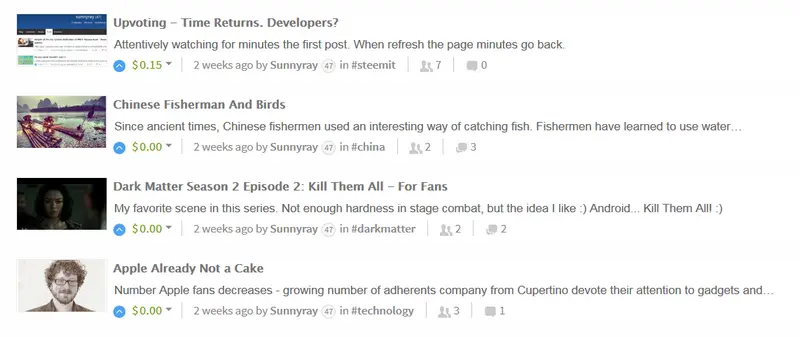 Upvoting – Time Returns. Developers?
Attentively watching for minutes the first post. When refresh the page minutes go back.
$0.15 2 weeks ago by Sunnyray 47 in #steemit 7 0
Chinese Fisherman And Birds
Since ancient times, Chinese fishermen used an interesting way of catching fish. Fishermen have learned to use water…
$0.00 2 weeks ago by Sunnyray 47 in #china 2 3
Dark Matter Season 2 Episode 2: Kill Them All – For Fans
My favorite scene in this series. Not enough hardness in stage combat, but the idea I like :) Android... Kill Them All! :)
$0.00 2 weeks ago by Sunnyray 47 in #darkmatter 2 2
Apple Already Not a Cake
Number Apple fans decreases - growing number of adherents company from Cupertino devote their attention to gadgets and…
$0.00 2 weeks ago by Sunnyray 47 in #technology 3 1